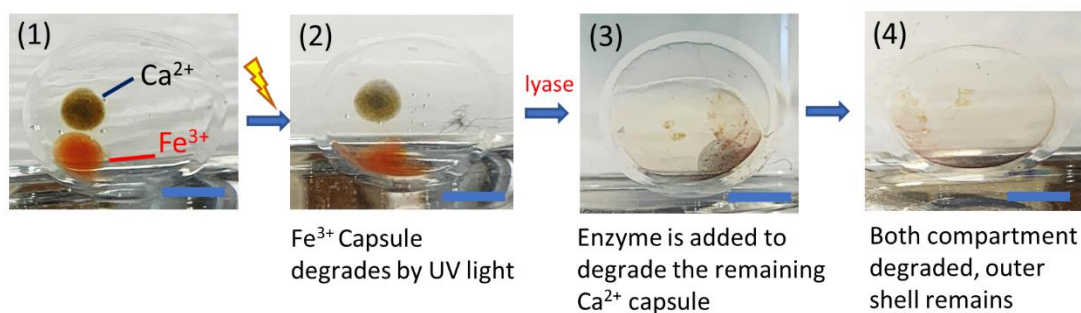 (1)
Ca²⁺
Fe³⁺
(2)
lyase
(3)
(4)
Fe³⁺ Capsule
degrades by UV light
Enzyme is added to
degrade the remaining
Ca²⁺ capsule
Both compartment
degraded, outer
shell remains